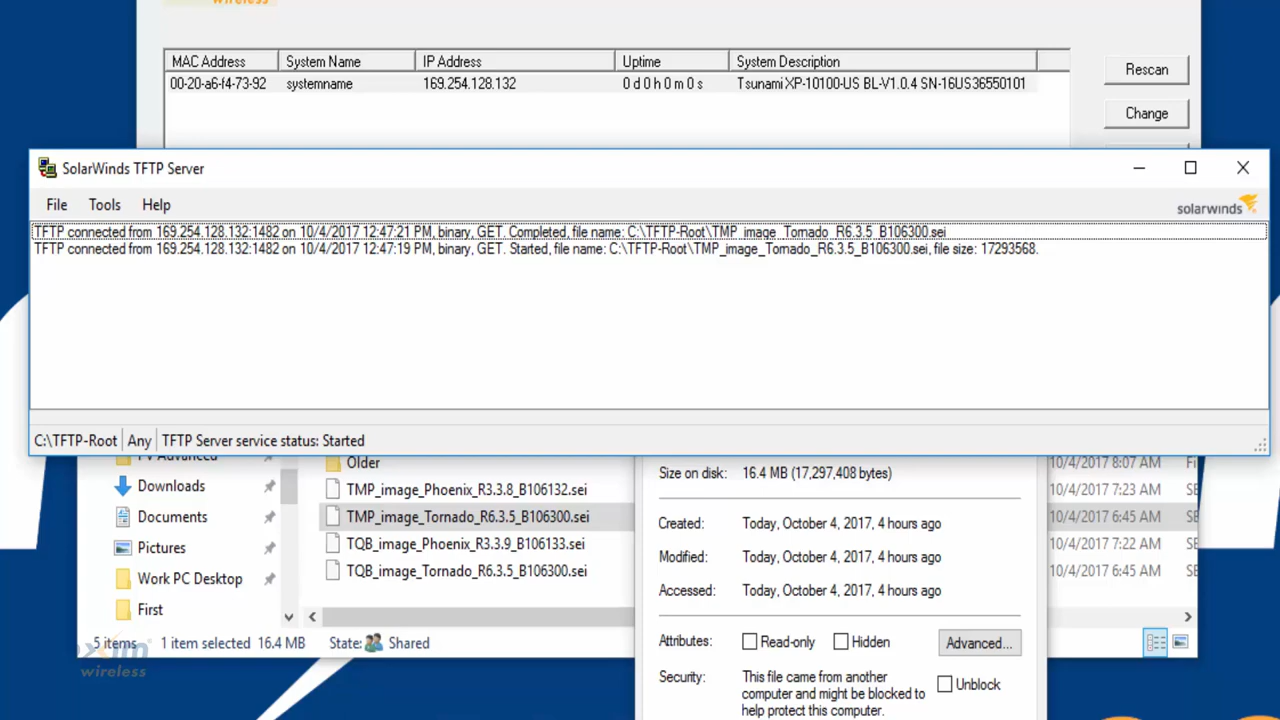 wireless
MAC Address System Name IP Address Uptime System Description
00-20-a6-f4-73-92 systemname 169.254.128.132 0 d 0 h 0 m 0 s Tsunami XP-10100-US BL-V1.0.4 SN-16US36550101
Rescan
Change
SolarWinds TFTP Server
File Tools Help
solarwinds
TFTP connected from 169.254.128.132:1482 on 10/4/2017 12:47:21 PM, binary, GET. Completed, file name: C:\TFTP-Root\TMP_image_Tornado_R6.3.5_B106300.sei
TFTP connected from 169.254.128.132:1482 on 10/4/2017 12:47:19 PM, binary, GET. Started, file name: C:\TFTP-Root\TMP_image_Tornado_R6.3.5_B106300.sei, file size: 17293568.
C:\TFTP-Root Any TFTP Server service status: Started
Advanced
Downloads
Documents
Pictures
Work PC Desktop
First
Older
TMP_image_Phoenix_R3.3.8_B106132.sei
TMP_image_Tornado_R6.3.5_B106300.sei
TQB_image_Phoenix_R3.3.9_B106133.sei
TQB_image_Tornado_R6.3.5_B106300.sei
5 items 1 item selected 16.4 MB State: Shared
wireless
Size on disk: 16.4 MB (17,297,408 bytes)
Created: Today, October 4, 2017, 4 hours ago
Modified: Today, October 4, 2017, 4 hours ago
Accessed: Today, October 4, 2017, 4 hours ago
Attributes: Read-only Hidden Advanced...
Security: This file came from another
computer and might be blocked to
help protect this computer.
Unblock
10/4/2017 8:07 AM Fi
10/4/2017 7:23 AM SE
10/4/2017 6:45 AM SE
10/4/2017 7:22 AM SE
10/4/2017 6:45 AM SE